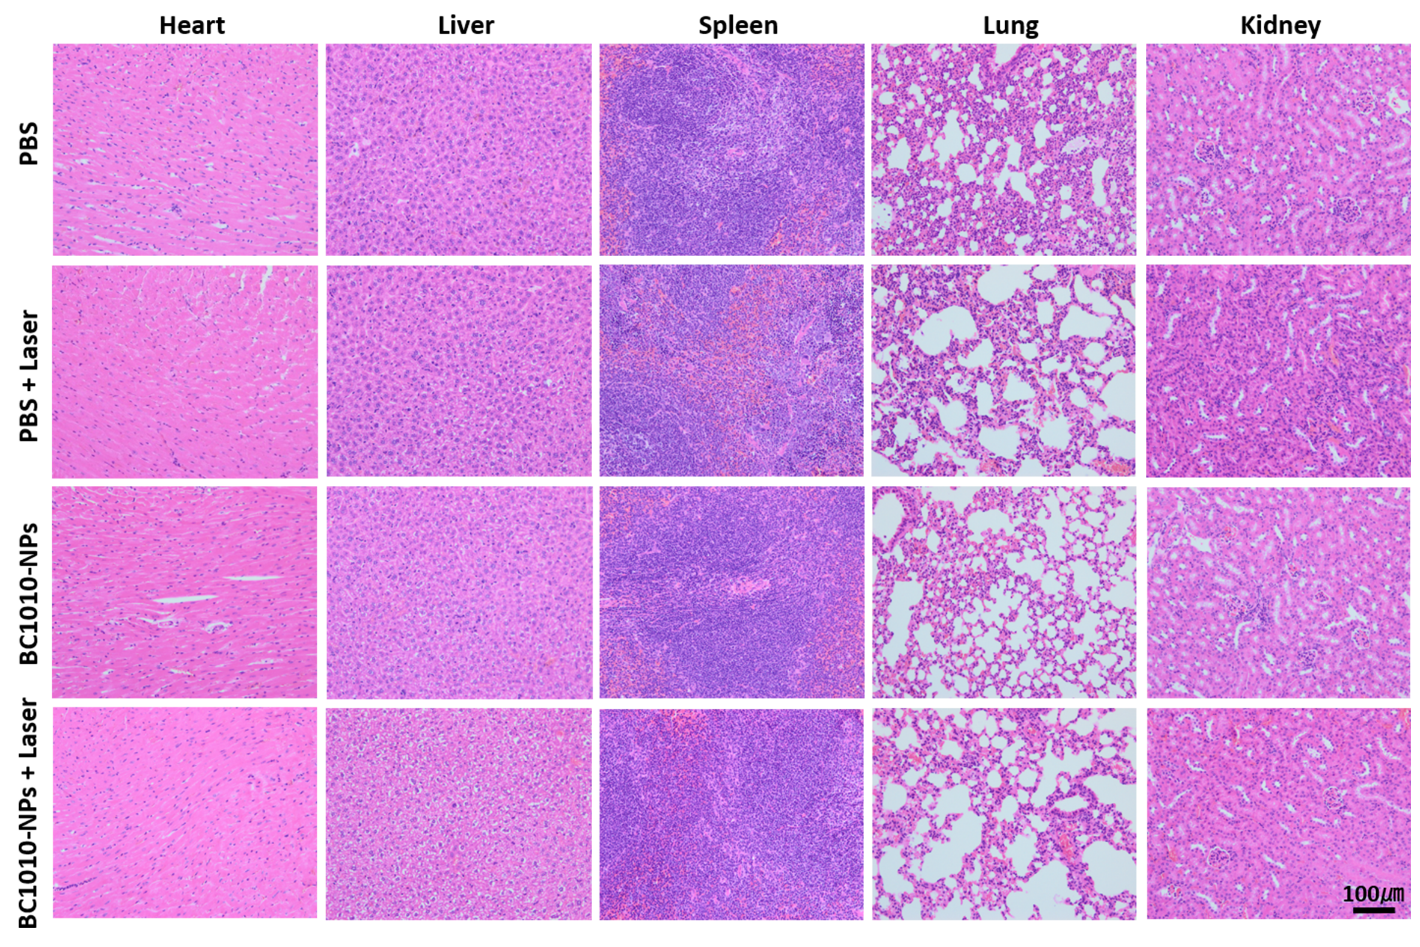 Heart Liver Spleen Lung Kidney
PBS
PBS + Laser
BC1010-NPs
BC1010-NPs + Laser
100㎛